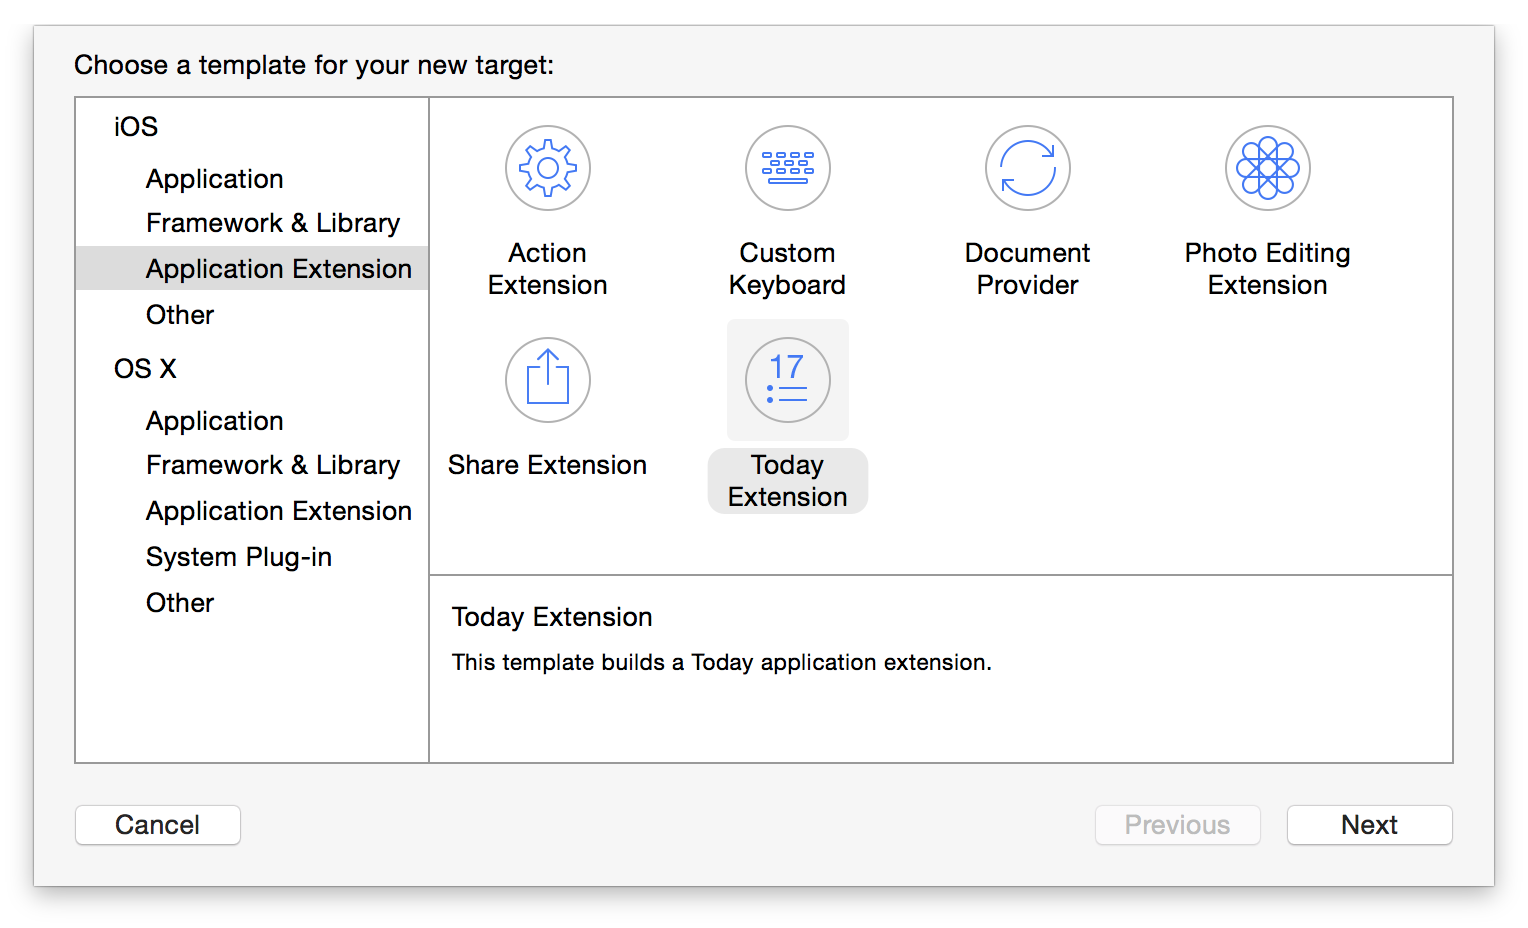 Choose a template for your new target:
iOS
Application
Framework & Library
Application Extension
Other
OS X
Application
Framework & Library
Application Extension
System Plug-in
Other
Action
Extension
Custom
Keyboard
Document
Provider
Photo Editing
Extension
Share Extension
17
Today
Extension
Today Extension
This template builds a Today application extension.
Cancel
Previous
Next